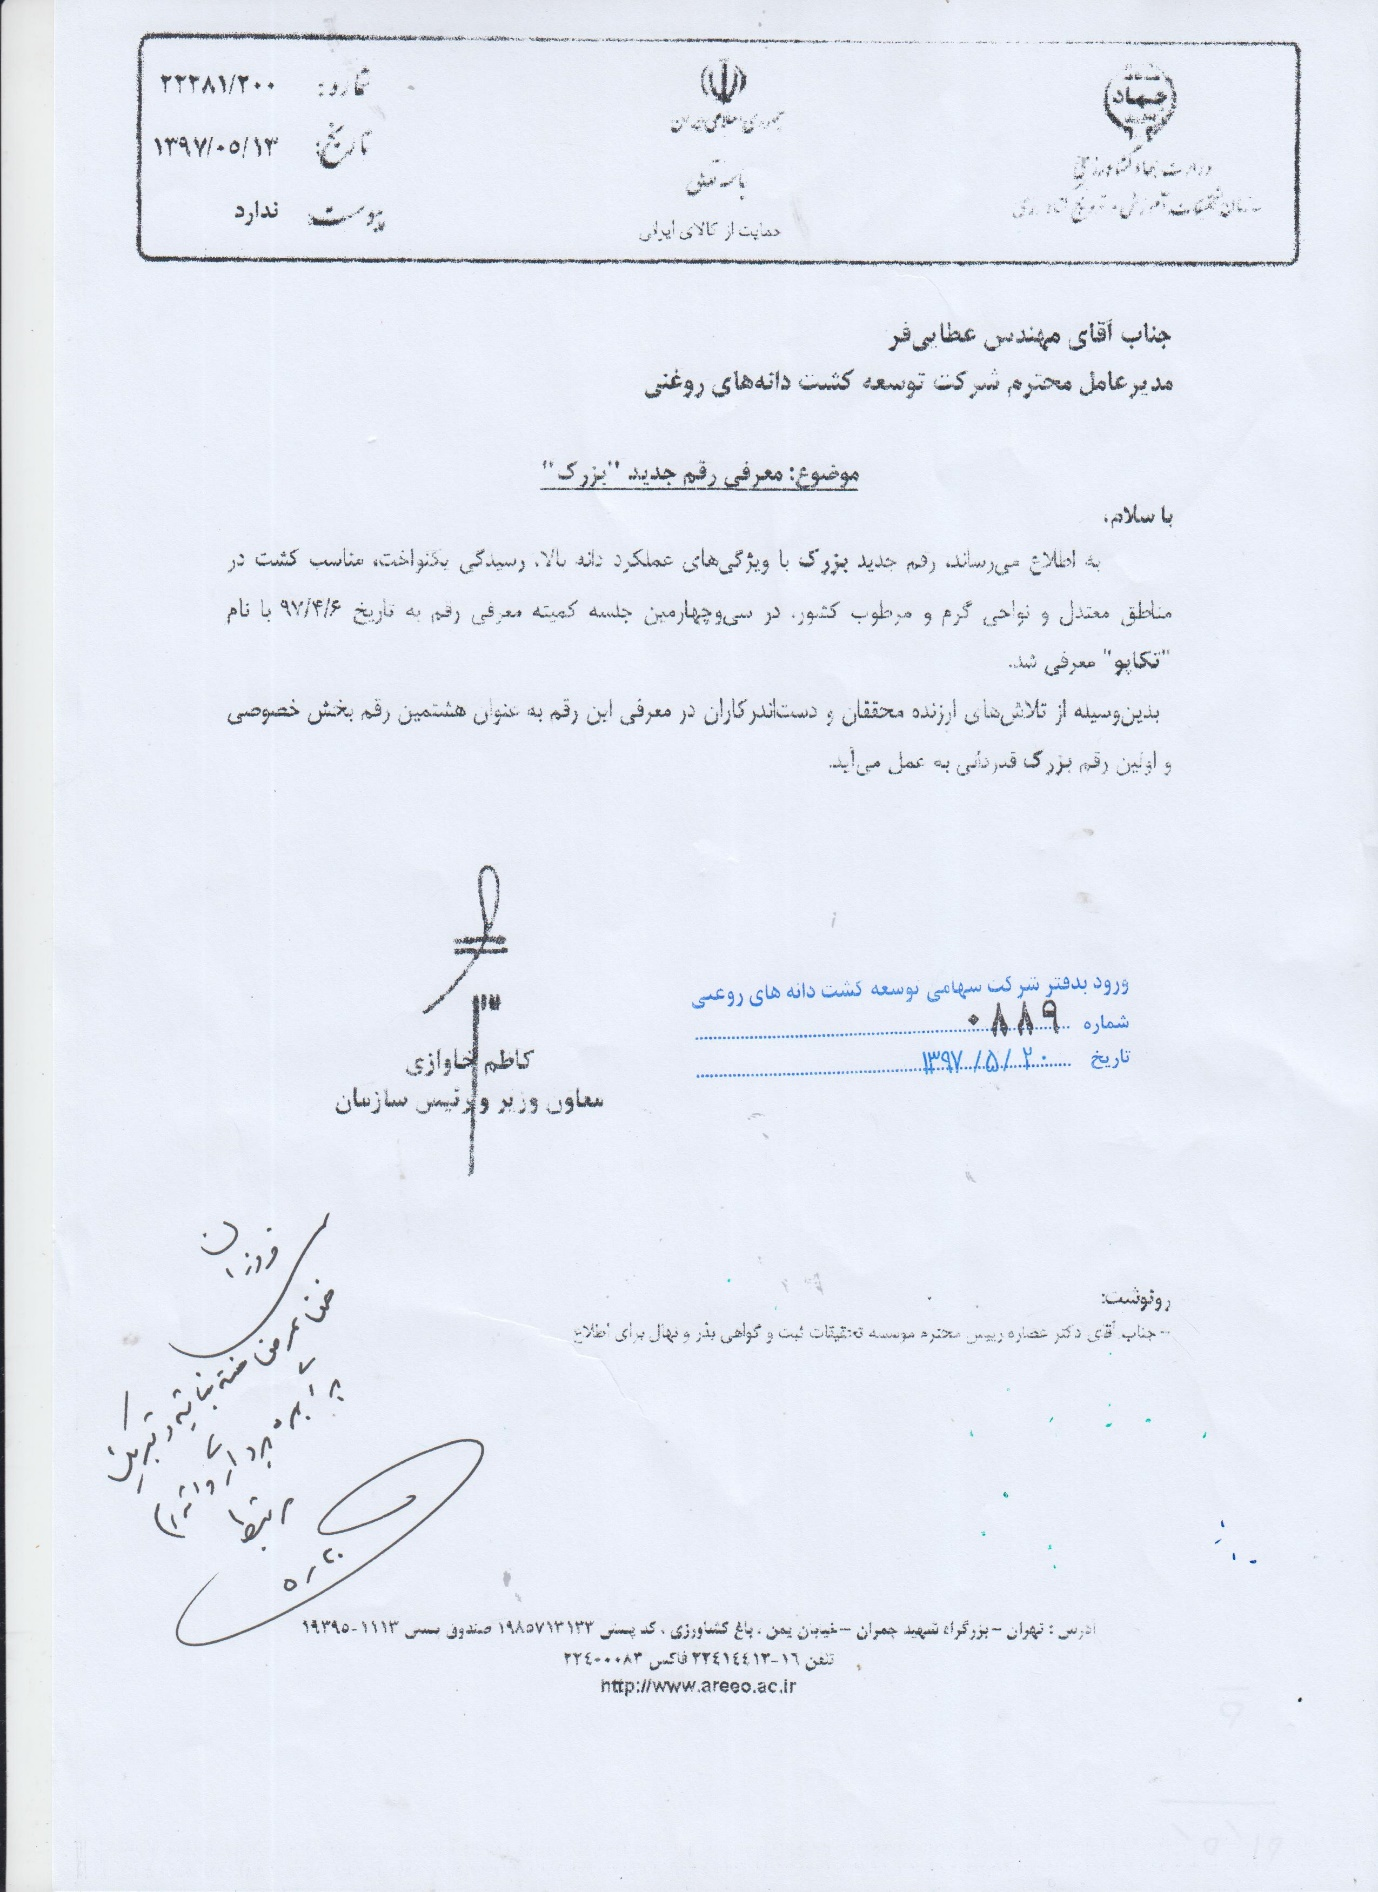 جهاد
وزارت جهاد کشاورزی
سازمان تحقیقات، آموزش و ترویج کشاورزی
جمهوری اسلامی ایران
باسمه تعالی
حمایت از کالای ایرانی
شماره: ۲۲۲۸۱/۲۰۰
تاریخ: ۱۳۹۷/۰۵/۱۳
پیوست: ندارد
جناب آقای مهندس عطایی‌فر
مدیرعامل محترم شرکت توسعه کشت دانه‌های روغنی
موضوع: معرفی رقم جدید "بزرک"
با سلام،
به اطلاع می‌رساند، رقم جدید بزرک با ویژگی‌های عملکرد دانه بالا، رسیدگی یکنواخت، مناسب کشت در
مناطق معتدل و نواحی گرم و مرطوب کشور، در سی‌وچهارمین جلسه کمیته معرفی رقم به تاریخ ۹۷/۴/۶ با نام
"تکاپو" معرفی شد.
بدین‌وسیله از تلاش‌های ارزنده محققان و دست‌اندرکاران در معرفی این رقم به عنوان هشتمین رقم بخش خصوصی
و اولین رقم بزرک قدردانی به عمل می‌آید.
کاظم خاوازی
معاون وزیر و رئیس سازمان
ورود بدفتر شرکت سهامی توسعه کشت دانه های روغنی
شماره ۰۸۸۹
تاریخ ۱۳۹۷/۵/۲۰
رونوشت:
- جناب آقای دکتر عصاره رییس محترم موسسه تحقیقات ثبت و گواهی بذر و نهال برای اطلاع
آدرس : تهران – بزرگراه شهید چمران – خیابان یمن ، باغ کشاورزی ، کد پستی ۱۹۸۵۷۱۳۱۳۳ صندوق پستی ۱۱۱۳-۱۹۳۹۵
تلفن ۱۶-۲۲٤۱٤٤۱۳ فاکس ۲۲٤۰۰۰۸۳
http://www.areeo.ac.ir